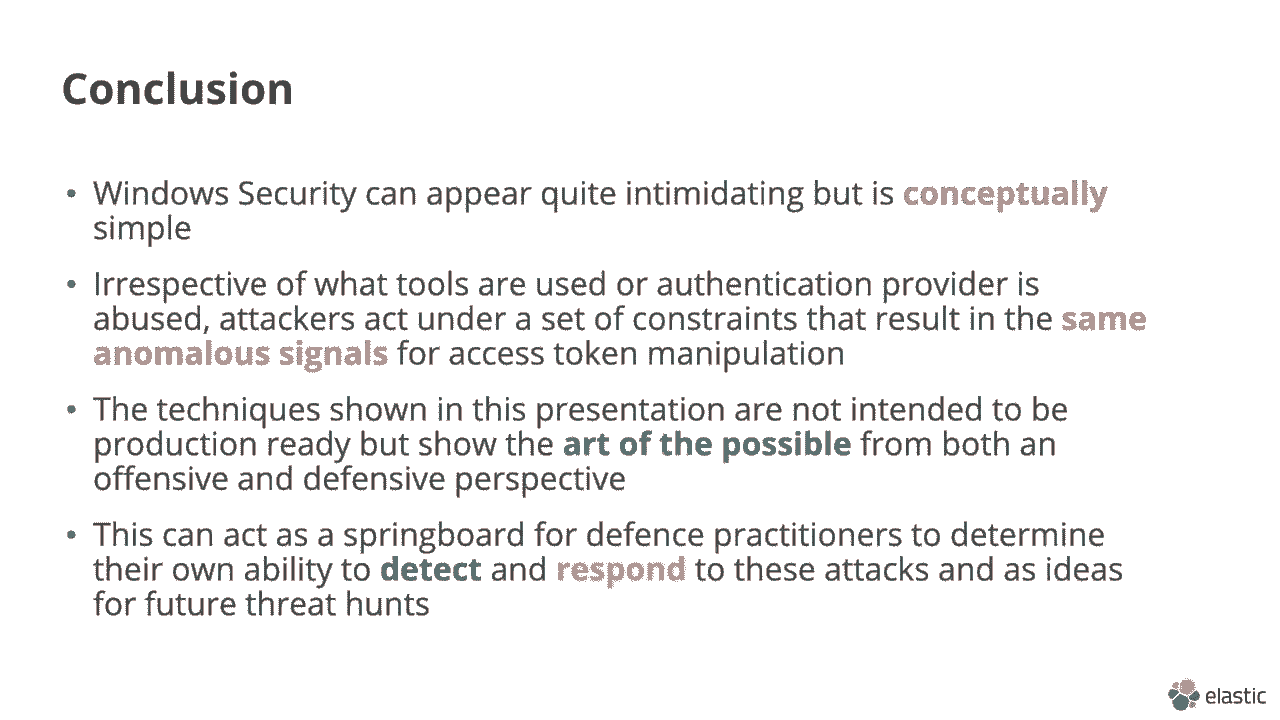 Conclusion
• Windows Security can appear quite intimidating but is conceptually
simple
• Irrespective of what tools are used or authentication provider is
abused, attackers act under a set of constraints that result in the same
anomalous signals for access token manipulation
• The techniques shown in this presentation are not intended to be
production ready but show the art of the possible from both an
offensive and defensive perspective
• This can act as a springboard for defence practitioners to determine
their own ability to detect and respond to these attacks and as ideas
for future threat hunts
elastic